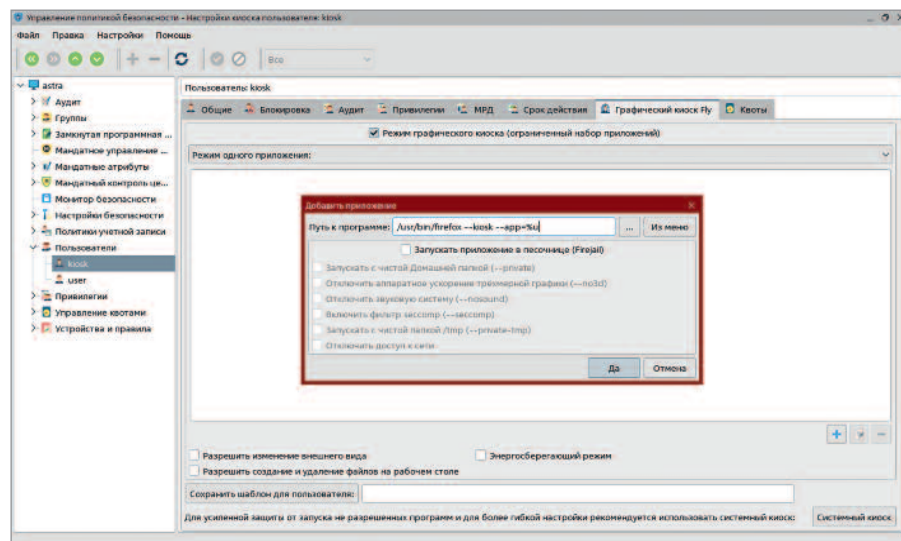 Управление политикой безопасности - Настройки киоска пользователя: kiosk
Файл Правка Настройки Помощь
Все
astra
Аудит
Группы
Замкнутая программная ...
Мандатное управление ...
Мандатные атрибуты
Мандатный контроль це...
Монитор безопасности
Настройки безопасности
Политики учетной записи
Пользователи
kiosk
user
Привилегии
Управление квотами
Устройства и правила
Пользователь: kiosk
Общие Блокировка Аудит Привилегии МРД Срок действия Графический киоск Fly Квоты
Режим графического киоска (ограниченный набор приложений)
Режим одного приложения:
Добавить приложение
Путь к программе: /usr/bin/firefox --kiosk --app=%u ... Из меню
Запускать приложение в песочнице (Firejail)
Запускать с чистой Домашней папкой (--private)
Отключить аппаратное ускорение трёхмерной графики (--no3d)
Отключить звуковую систему (--nosound)
Включить фильтр seccomp (--seccomp)
Запускать с чистой папкой /tmp (--private-tmp)
Отключить доступ к сети
Да Отмена
Разрешить изменение внешнего вида Энергосберегающий режим
Разрешить создание и удаление файлов на рабочем столе
Сохранить шаблон для пользователя:
Для усиленной защиты от запуска не разрешенных программ и для более гибкой настройки рекомендуется использовать системный киоск: Системный киоск